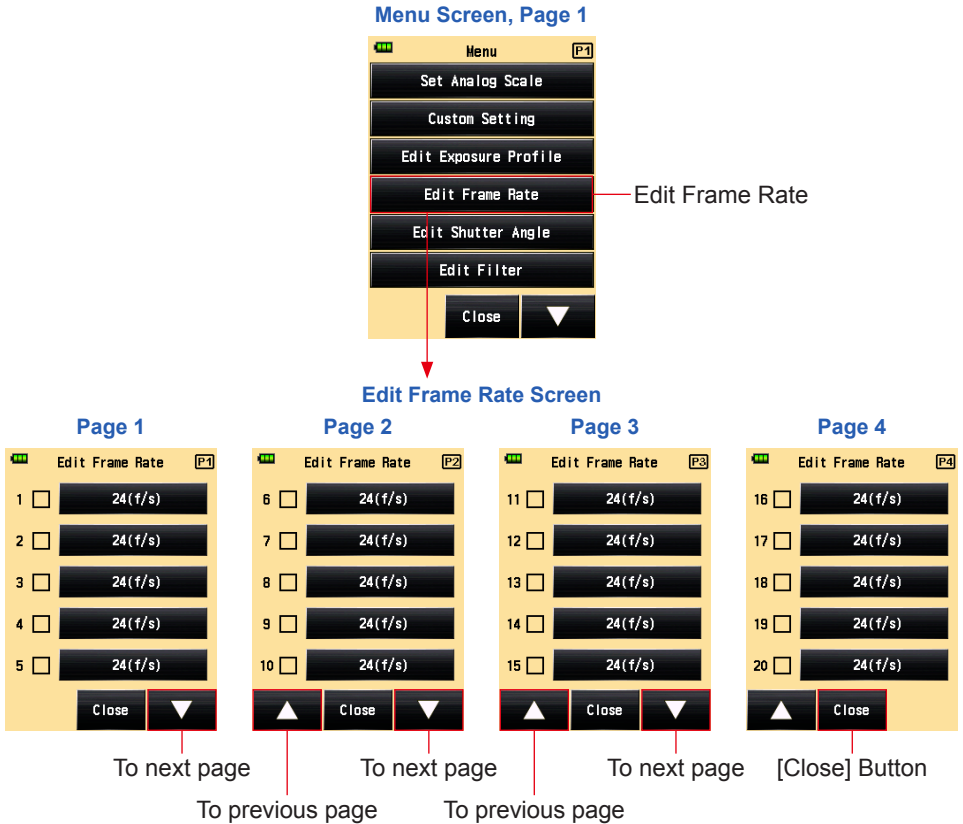 Menu Screen, Page 1
Menu P1
Set Analog Scale
Custom Setting
Edit Exposure Profile
Edit Frame Rate
Edit Frame Rate
Edit Shutter Angle
Edit Filter
Close
Edit Frame Rate Screen
Page 1
Edit Frame Rate P1
1 24(f/s)
2 24(f/s)
3 24(f/s)
4 24(f/s)
5 24(f/s)
Close
To next page
Page 2
Edit Frame Rate P2
6 24(f/s)
7 24(f/s)
8 24(f/s)
9 24(f/s)
10 24(f/s)
Close
To previous page
To next page
Page 3
Edit Frame Rate P3
11 24(f/s)
12 24(f/s)
13 24(f/s)
14 24(f/s)
15 24(f/s)
Close
To previous page
To next page
Page 4
Edit Frame Rate P4
16 24(f/s)
17 24(f/s)
18 24(f/s)
19 24(f/s)
20 24(f/s)
Close
[Close] Button